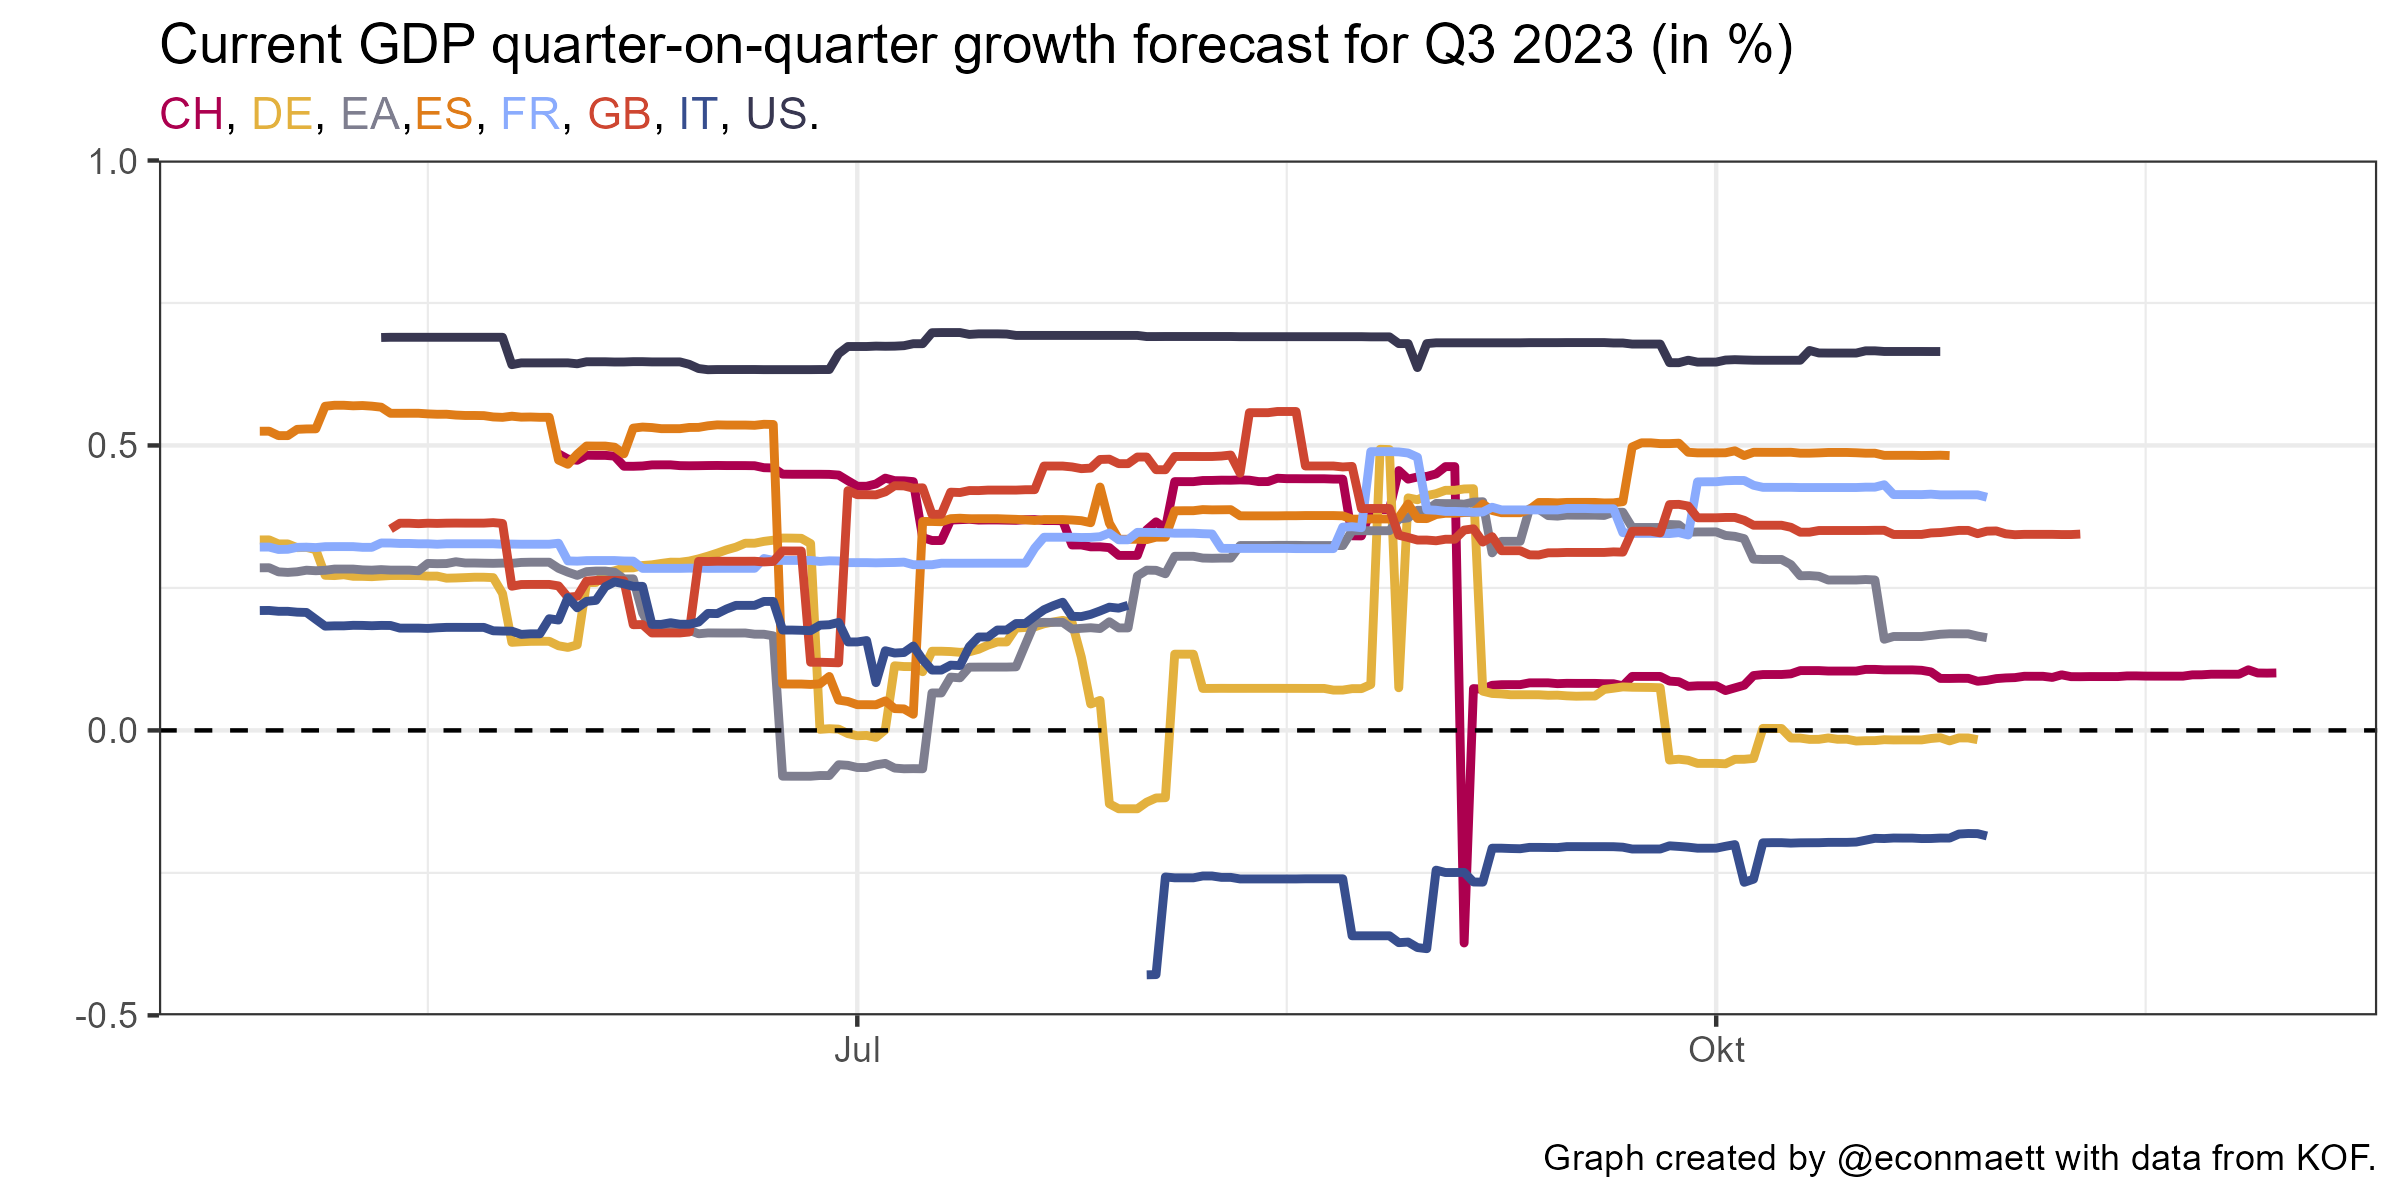 Current GDP quarter-on-quarter growth forecast for Q3 2023 (in %)
CH, DE, EA,ES, FR, GB, IT, US.
1.0
0.5
0.0
-0.5
Jul
Okt
Graph created by @econmaett with data from KOF.